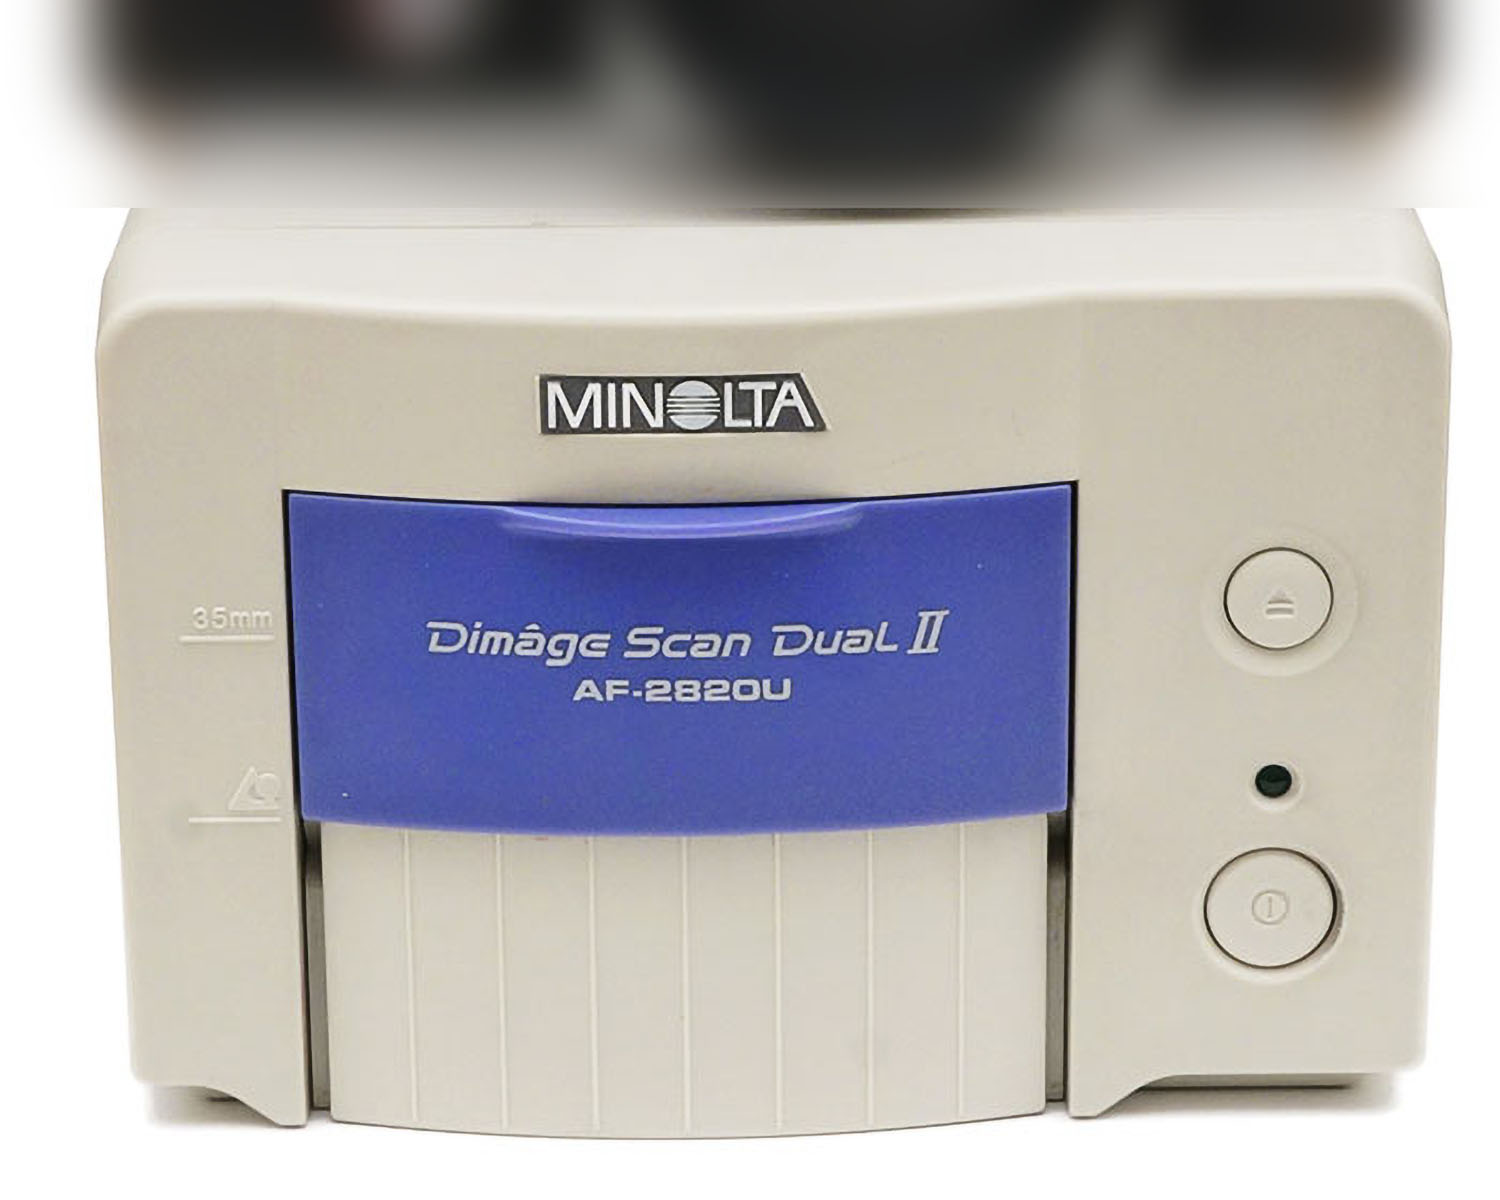 MINOLTA
Dimâge Scan Dual II
AF-2820U
35mm